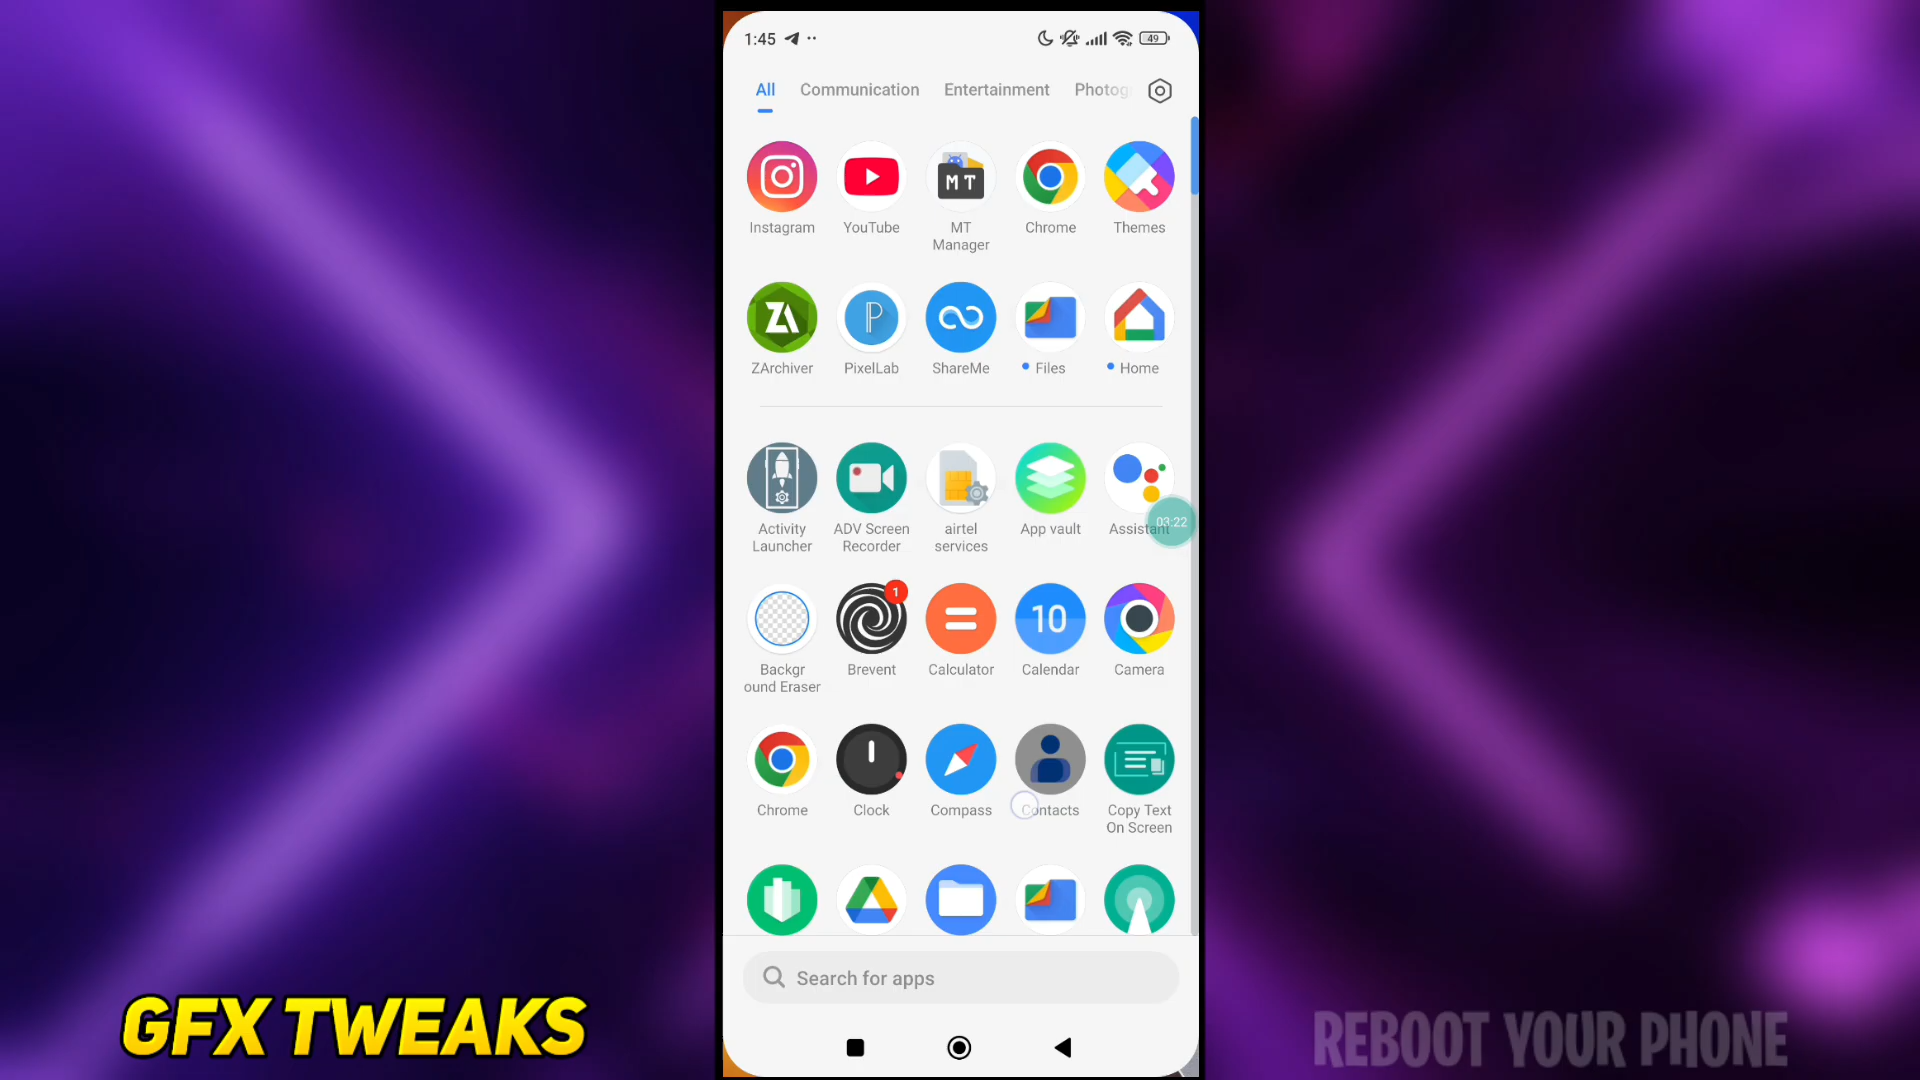 1:45
49
All Communication Entertainment Photog
MT
Instagram YouTube MT Manager Chrome Themes
ZA P
ZArchiver PixelLab ShareMe Files Home
03:22
Activity Launcher ADV Screen Recorder airtel services App vault Assistant
1
10
Backgr ound Eraser Brevent Calculator Calendar Camera
Chrome Clock Compass Contacts Copy Text On Screen
Search for apps
GFX TWEAKS
REBOOT YOUR PHONE